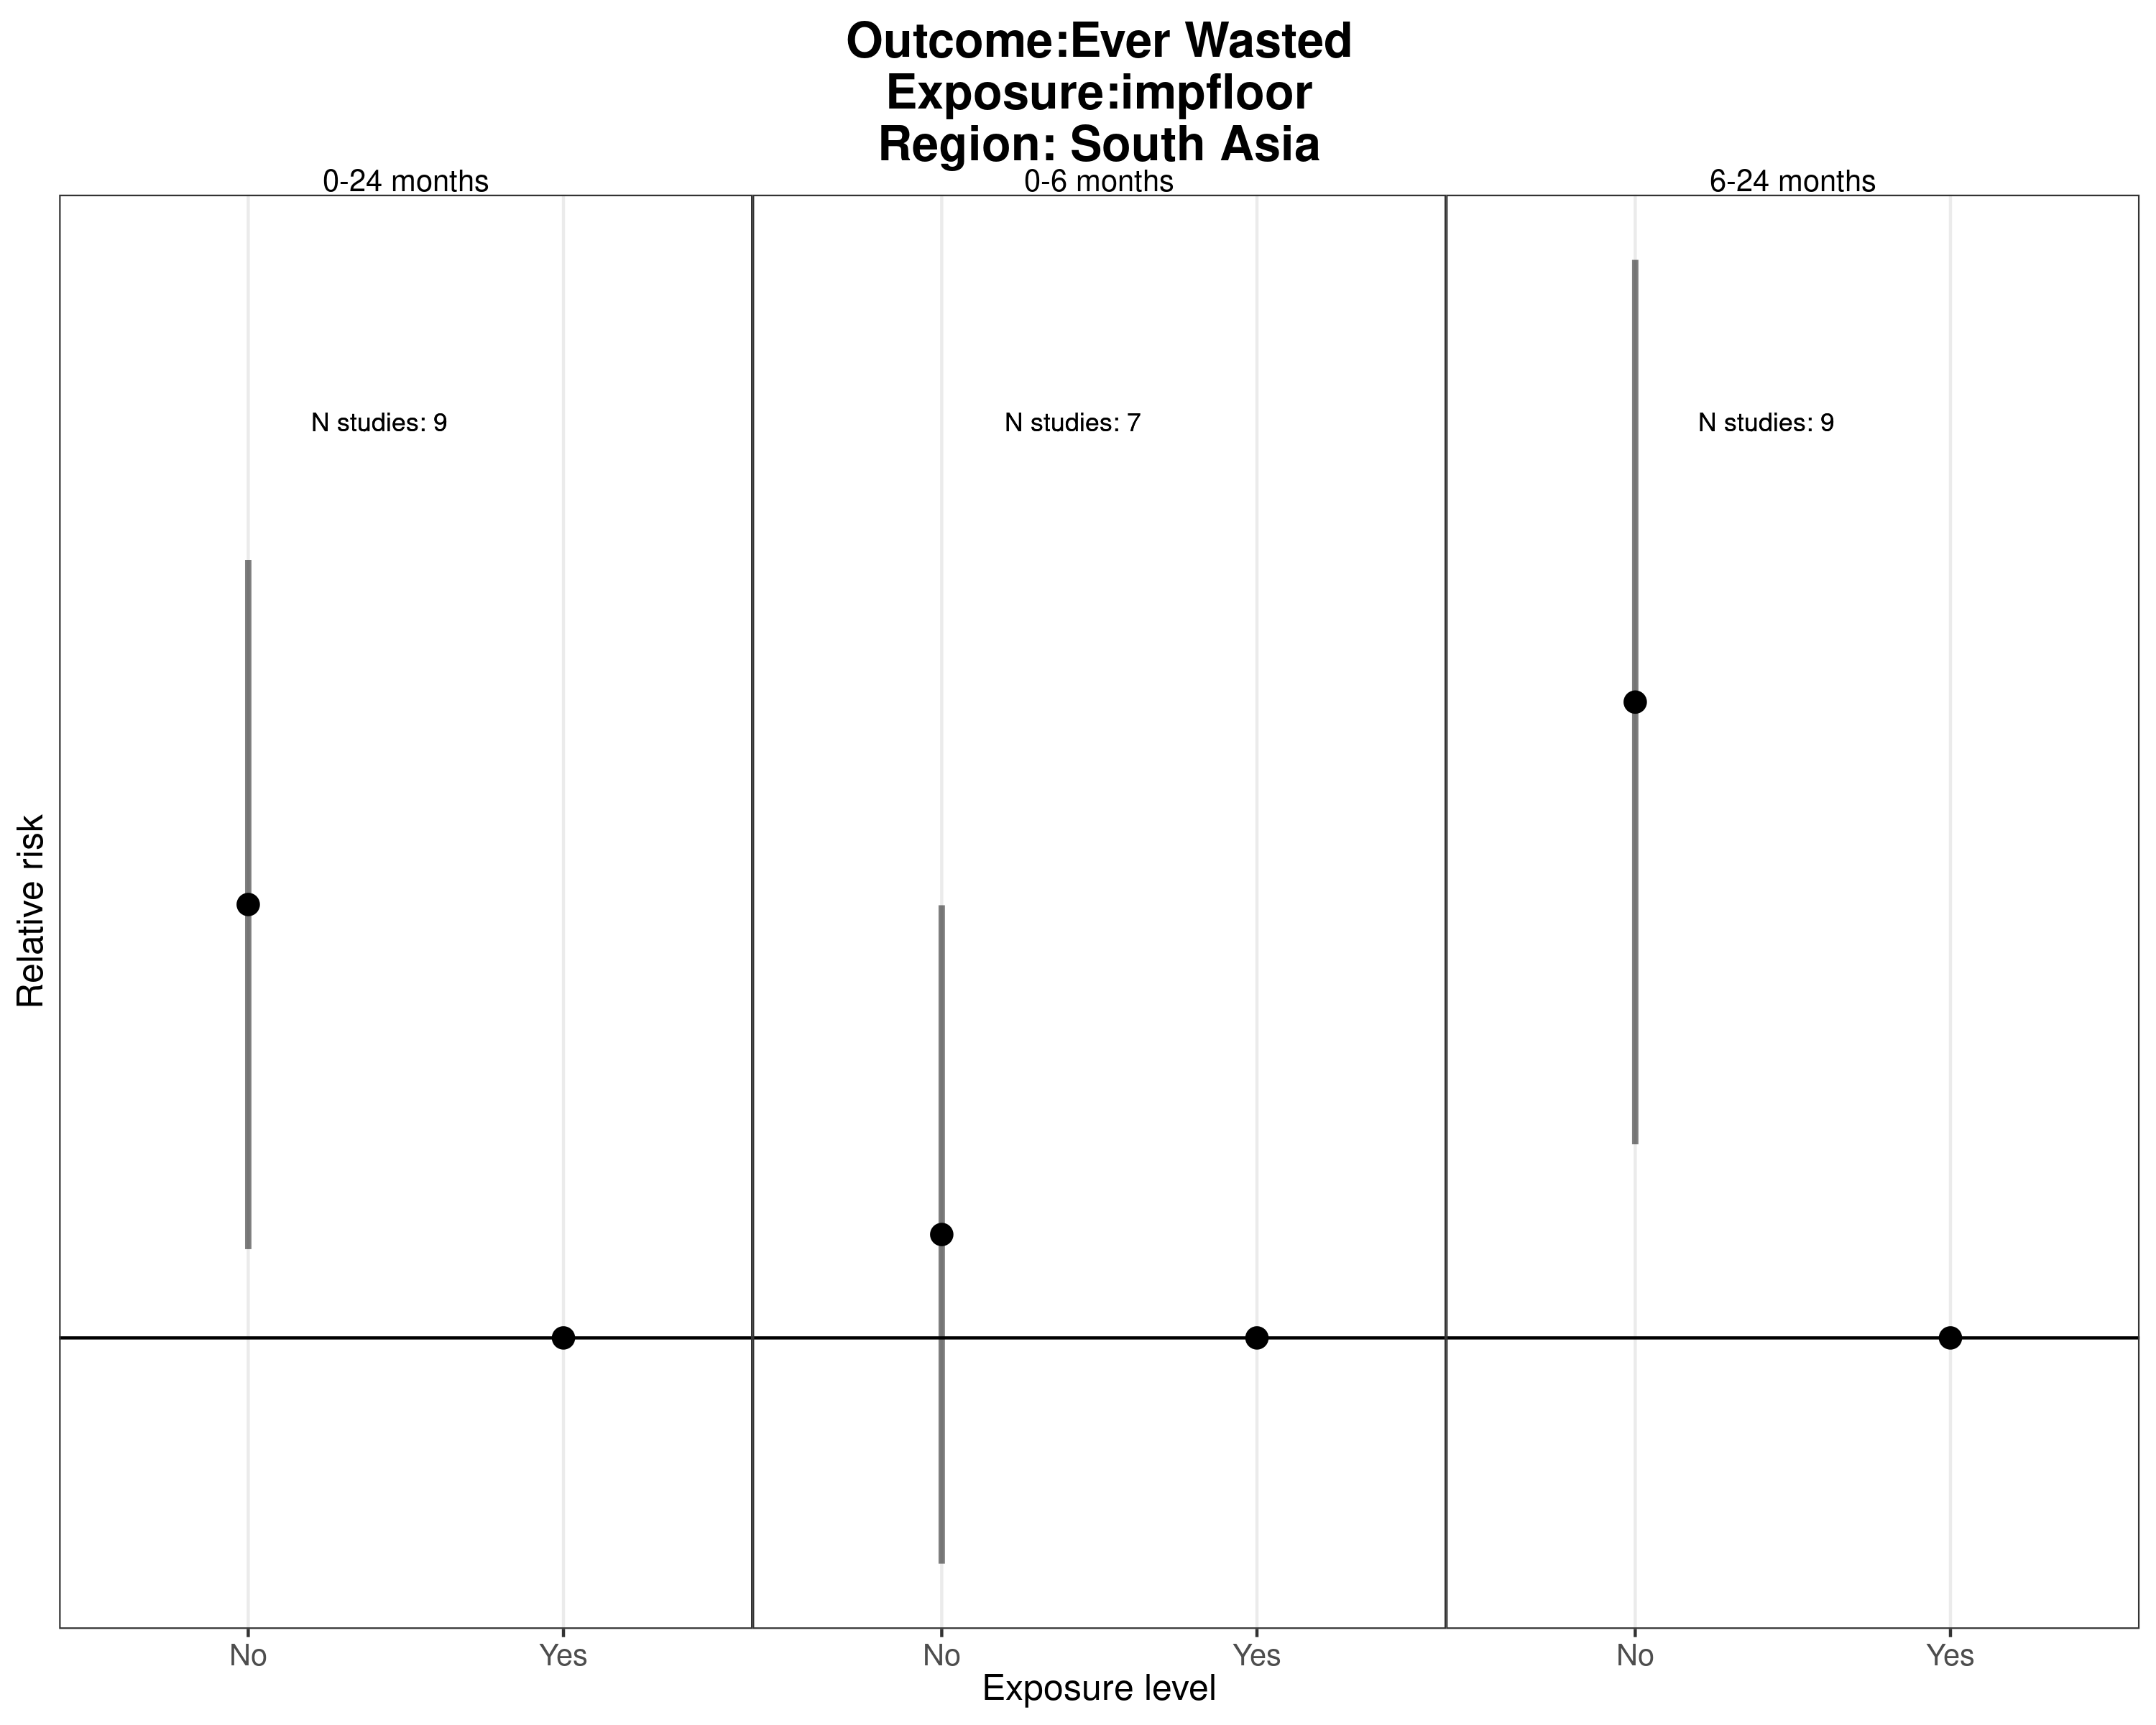 Outcome:Ever Wasted
Exposure:impfloor
Region: South Asia
0-24 months
0-6 months
6-24 months
N studies: 9
N studies: 7
N studies: 9
Relative risk
No
Yes
No
Yes
No
Yes
Exposure level